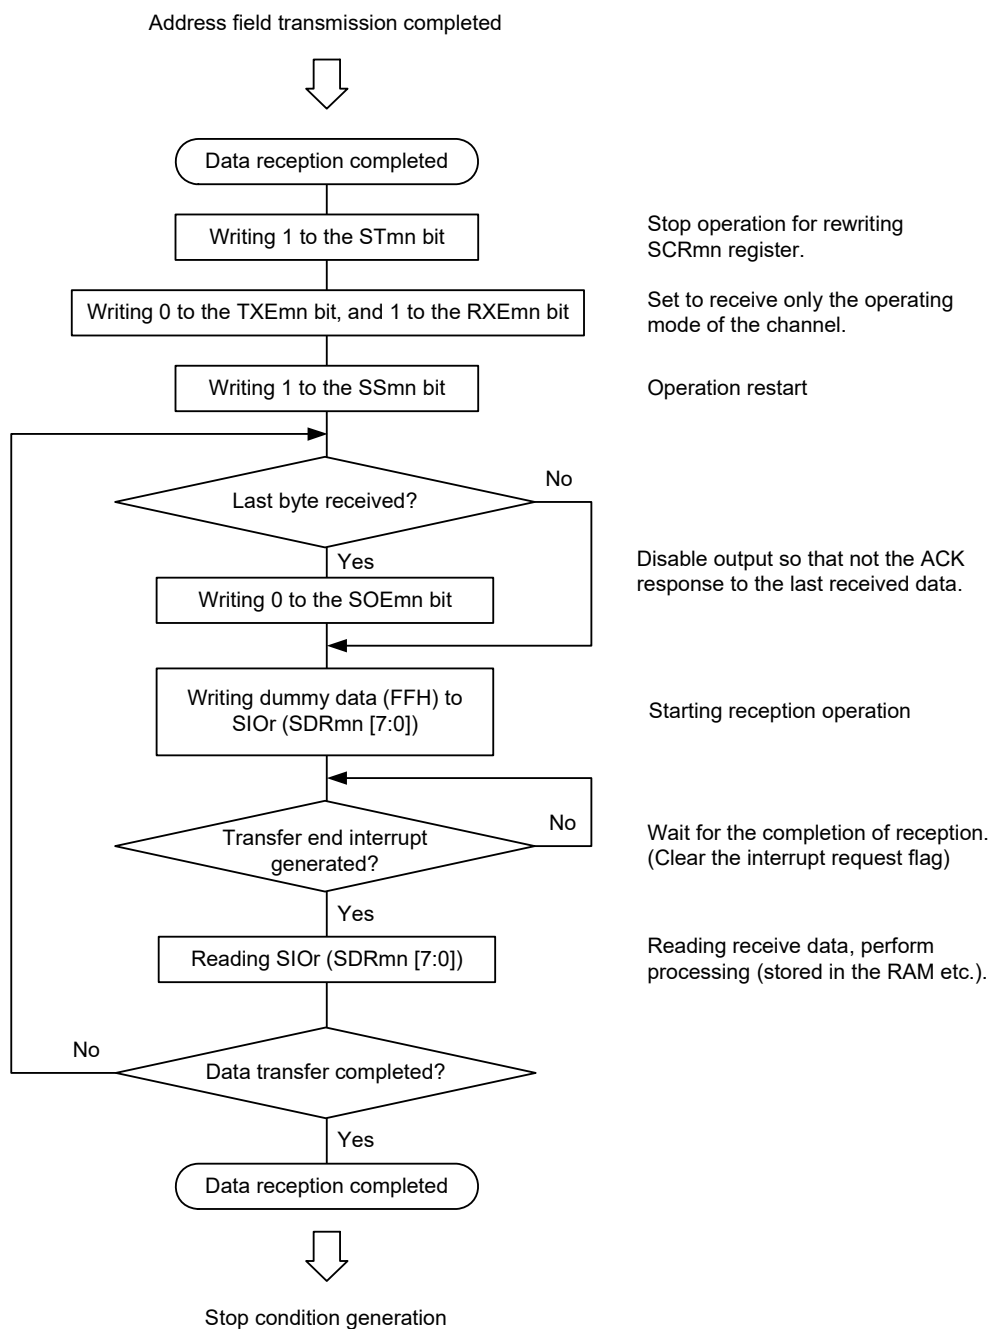 Address field transmission completed
Data reception completed
Writing 1 to the STmn bit
Stop operation for rewriting
SCRmn register.
Writing 0 to the TXEmn bit, and 1 to the RXEmn bit
Set to receive only the operating
mode of the channel.
Writing 1 to the SSmn bit
Operation restart
Last byte received?
No
Yes
Disable output so that not the ACK
response to the last received data.
Writing 0 to the SOEmn bit
Writing dummy data (FFH) to
SIOr (SDRmn [7:0])
Starting reception operation
Transfer end interrupt
generated?
No
Wait for the completion of reception.
(Clear the interrupt request flag)
Yes
Reading SIOr (SDRmn [7:0])
Reading receive data, perform
processing (stored in the RAM etc.).
No
Data transfer completed?
Yes
Data reception completed
Stop condition generation